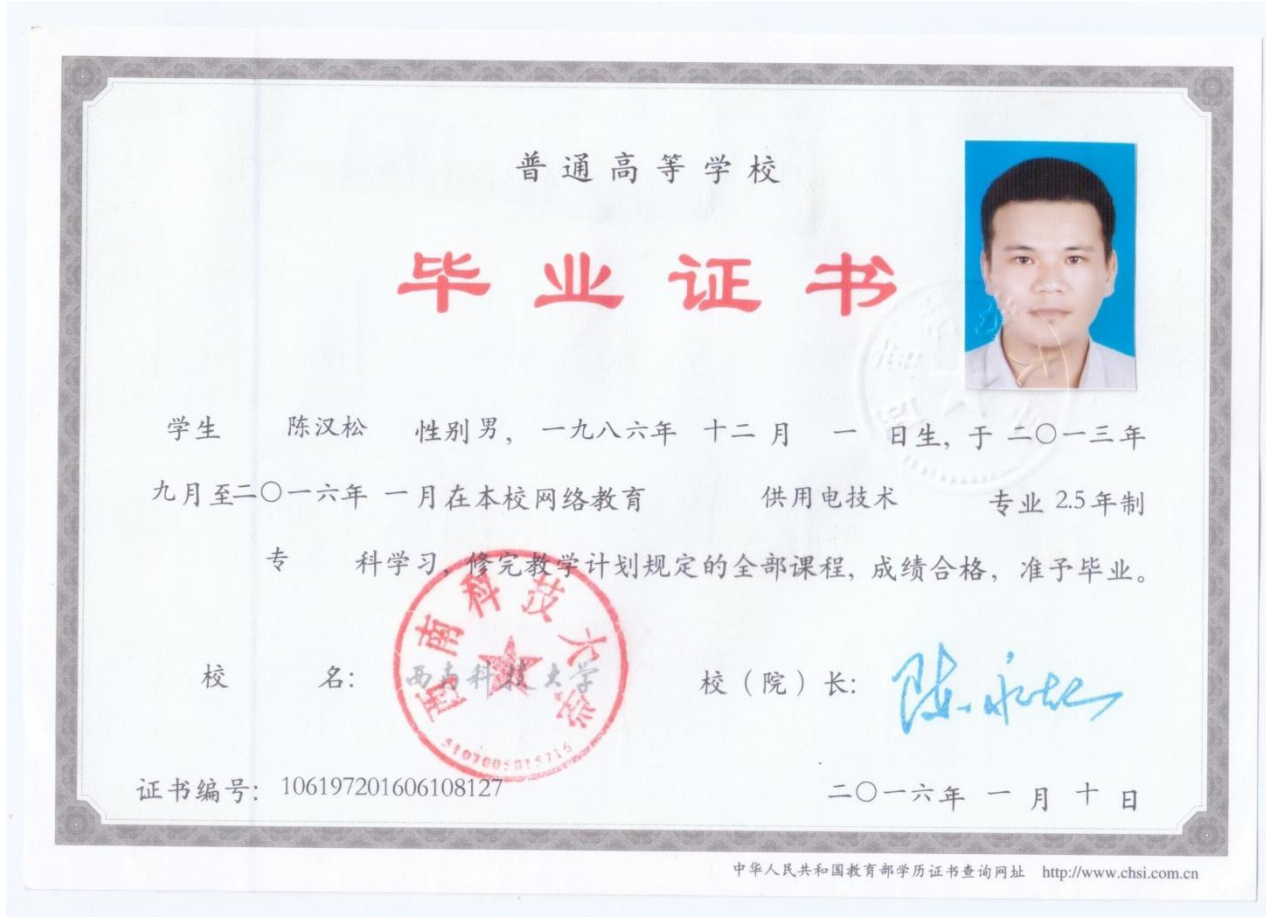 普通高等学校
毕业证书
学生 陈汉松 性别男，一九八六年 十二月 一 日生，于二〇一三年
九月至二〇一六年 一月在本校网络教育 供用电技术 专业 2.5年制
专 科学习，修完教学计划规定的全部课程，成绩合格，准予毕业。
校 名： 西南科技大学
西南科技大学
5107005015715
校（院）长：
证书编号：106197201606108127
二〇一六年 一月十日
中华人民共和国教育部学历证书查询网址 http://www.chsi.com.cn